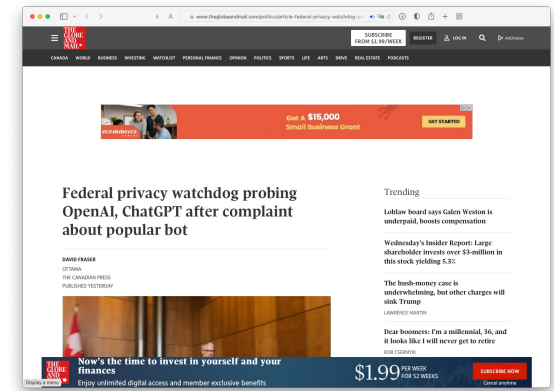 www.theglobeandmail.com/politics/article-federal-privacy-watchdog-
THE
GLOBE
AND
MAIL
SUBSCRIBE
FROM $1.99/WEEK
REGISTER
LOG IN
AdChoices
CANADA WORLD BUSINESS INVESTING WATCHLIST PERSONAL FINANCE OPINION POLITICS SPORTS LIFE ARTS DRIVE REAL ESTATE PODCASTS
ecommerce
Get A $15,000
Small Business Grant
GET STARTED
Federal privacy watchdog probing
OpenAI, ChatGPT after complaint
about popular bot
DAVID FRASER
OTTAWA
THE CANADIAN PRESS
PUBLISHED YESTERDAY
Trending
Loblaw board says Galen Weston is
underpaid, boosts compensation
Wednesday's Insider Report: Large
shareholder invests over $3-million in
this stock yielding 5.3%
The hush-money case is
underwhelming, but other charges will
sink Trump
LAWRENCE MARTIN
Dear boomers: I'm a millennial, 36, and
it looks like I will never get to retire
ROB CSERNYIK
THE
GLOBE
AND
MAIL
Now's the time to invest in yourself and your
finances
Enjoy unlimited digital access and member exclusive benefits
$1.99 PER WEEK
FOR 52 WEEKS
SUBSCRIBE NOW
Cancel anytime
Display a menu